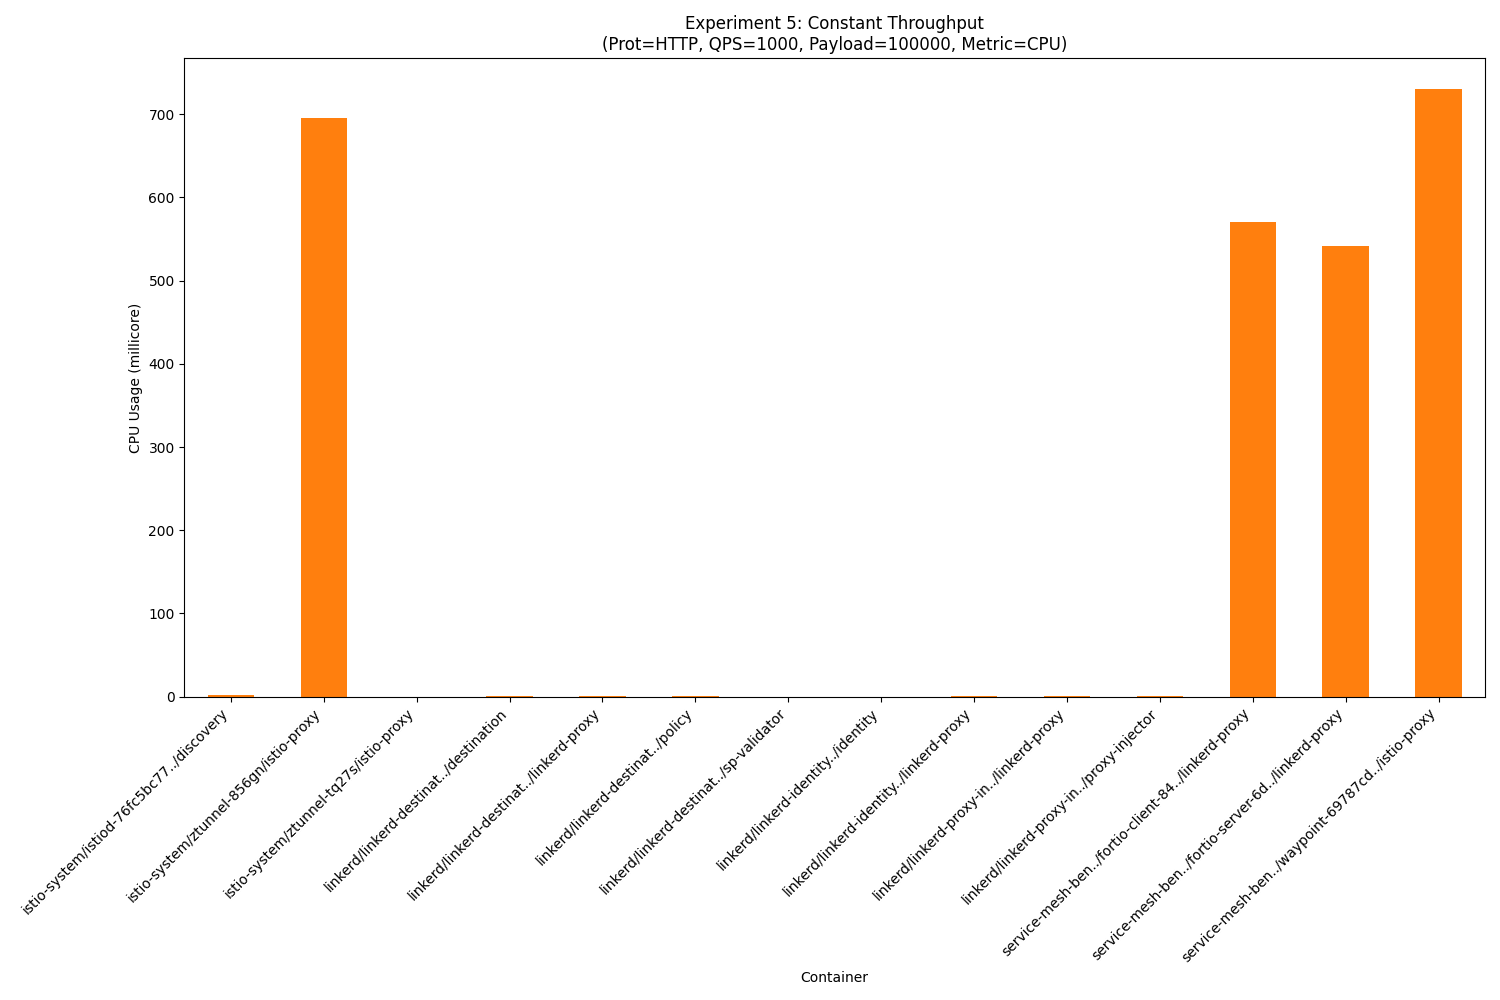 Experiment 5: Constant Throughput
(Prot=HTTP, QPS=1000, Payload=100000, Metric=CPU)
CPU Usage (millicore)
700
600
500
400
300
200
100
0
istio-system/istiod-76fc5bc77../discovery
istio-system/ztunnel-856gn/istio-proxy
istio-system/ztunnel-tq27s/istio-proxy
linkerd/linkerd-destinat../destination
linkerd/linkerd-destinat../linkerd-proxy
linkerd/linkerd-destinat../policy
linkerd/linkerd-destinat../sp-validator
linkerd/linkerd-identity../identity
linkerd/linkerd-identity../linkerd-proxy
linkerd/linkerd-proxy-in../linkerd-proxy
linkerd/linkerd-proxy-in../proxy-injector
service-mesh-ben../fortio-client-84../linkerd-proxy
service-mesh-ben../fortio-server-6d../linkerd-proxy
service-mesh-ben../waypoint-69787cd../istio-proxy
Container